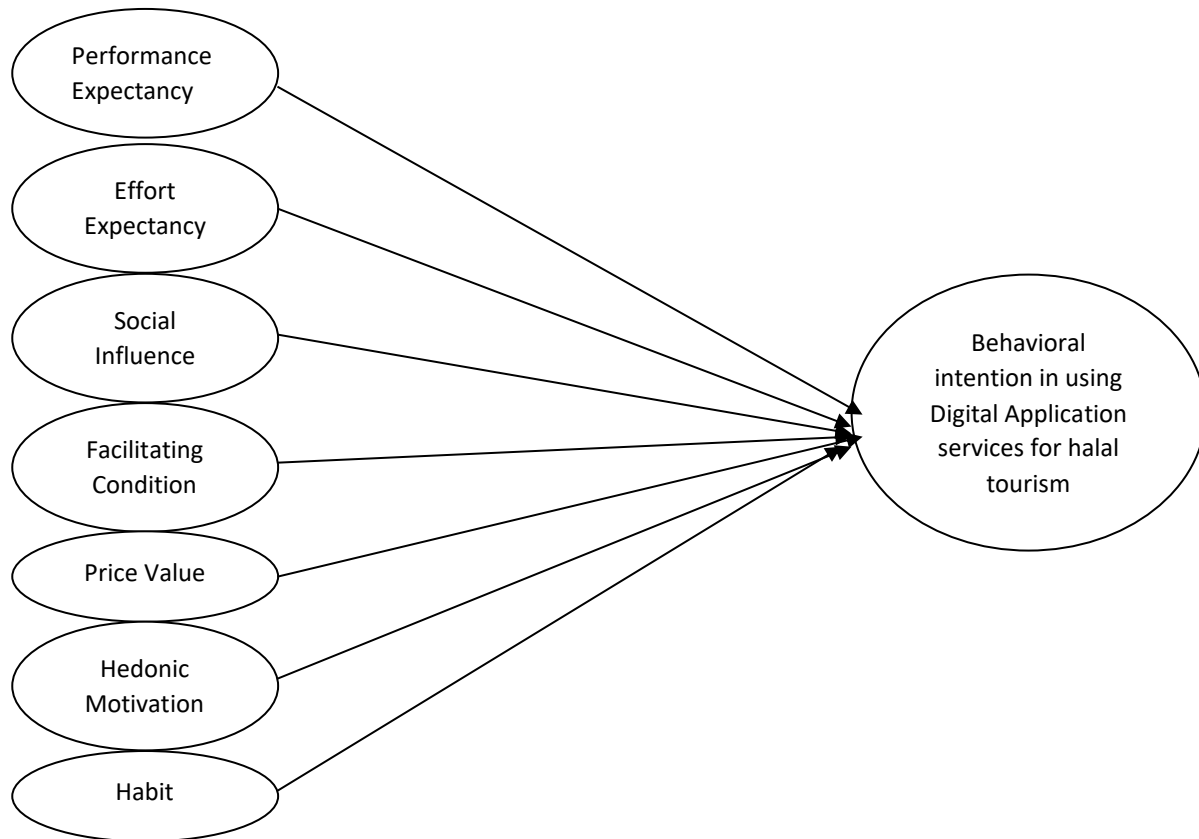 Performance
Expectancy
Effort
Expectancy
Social
Influence
Facilitating
Condition
Price Value
Hedonic
Motivation
Habit
Behavioral
intention in using
Digital Application
services for halal
tourism